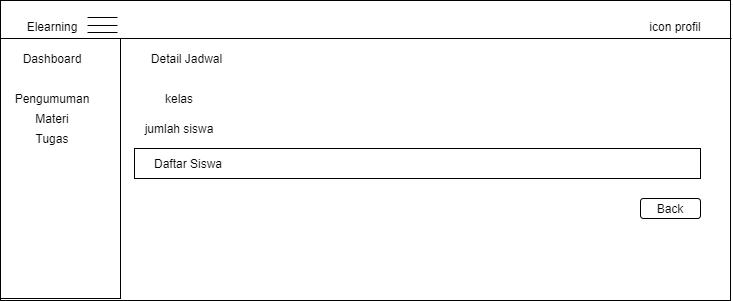 Elearning
icon profil
Dashboard
Pengumuman
Materi
Tugas
Detail Jadwal
kelas
jumlah siswa
Daftar Siswa
Back